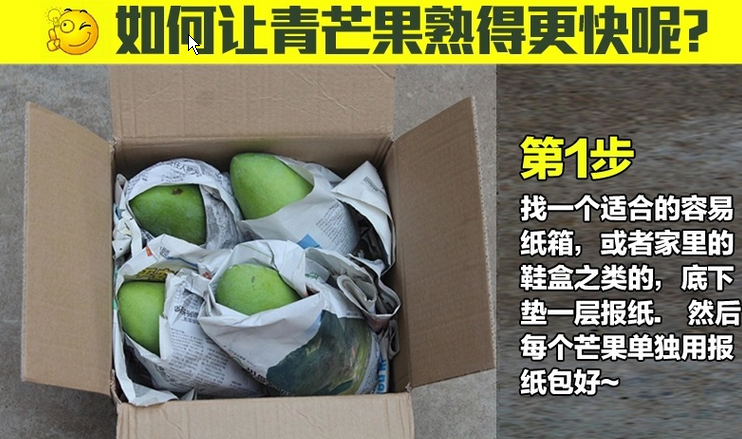 如何让青芒果熟得更快呢?
第1步
找一个适合的容易
纸箱，或者家里的
鞋盒之类的，底下
垫一层报纸. 然后
每个芒果单独用报
纸包好~